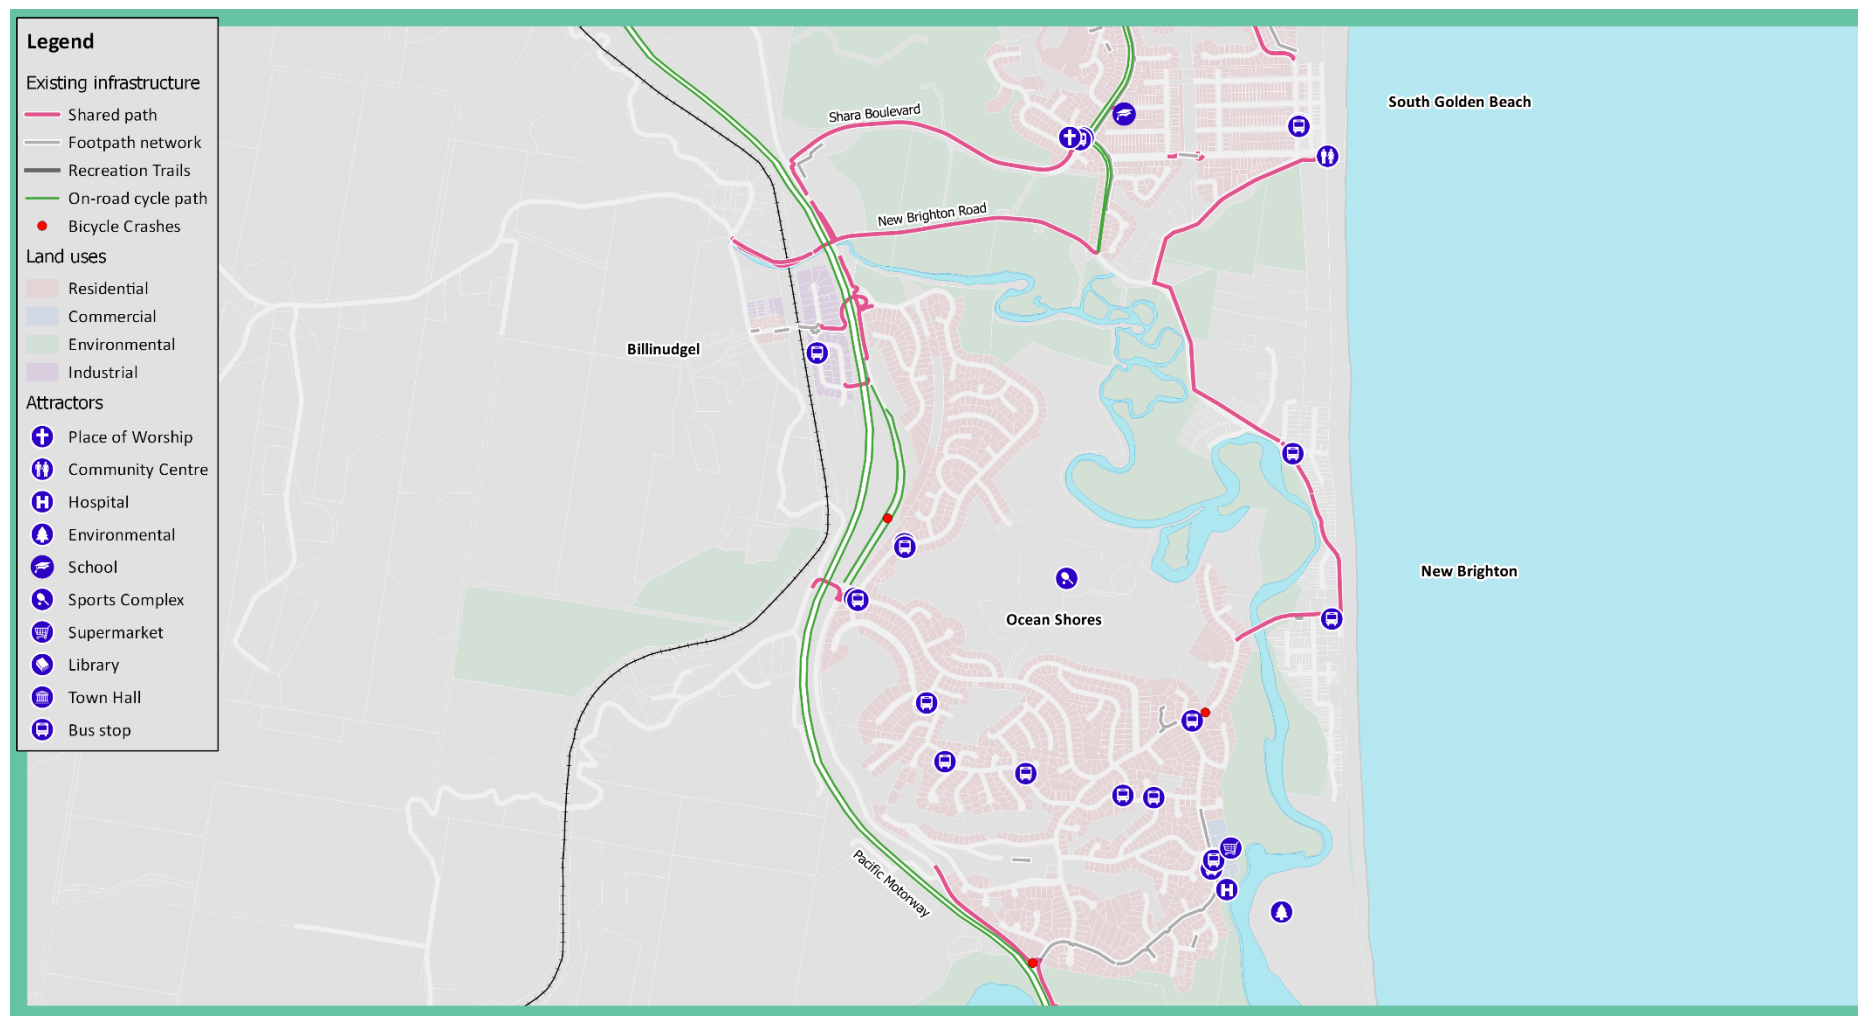 Legend
Existing infrastructure
Shared path
Footpath network
Recreation Trails
On-road cycle path
Bicycle Crashes
Land uses
Residential
Commercial
Environmental
Industrial
Attractors
Place of Worship
Community Centre
Hospital
Environmental
School
Sports Complex
Supermarket
Library
Town Hall
Bus stop
Shara Boulevard
South Golden Beach
New Brighton Road
Billinudgel
New Brighton
Ocean Shores
Pacific Motorway